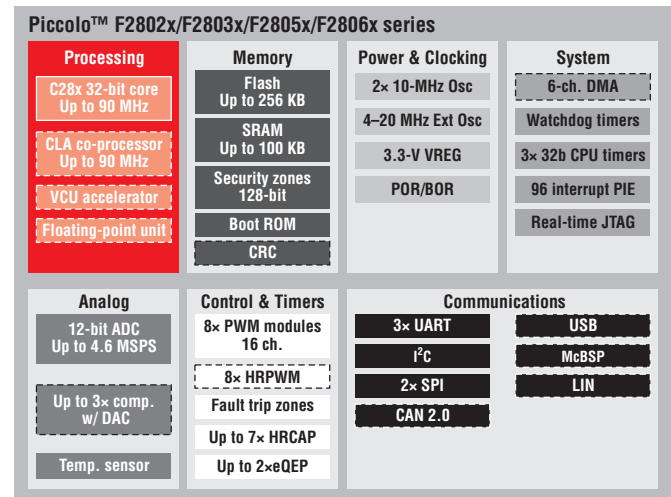 Piccolo™ F2802x/F2803x/F2805x/F2806x series
Processing
C28x 32-bit core
Up to 90 MHz
CLA co-processor
Up to 90 MHz
VCU accelerator
Floating-point unit
Memory
Flash
Up to 256 KB
SRAM
Up to 100 KB
Security zones
128-bit
Boot ROM
CRC
Power & Clocking
2× 10-MHz Osc
4–20 MHz Ext Osc
3.3-V VREG
POR/BOR
System
6-ch. DMA
Watchdog timers
3× 32b CPU timers
96 interrupt PIE
Real-time JTAG
Analog
12-bit ADC
Up to 4.6 MSPS
Up to 3× comp.
w/ DAC
Temp. sensor
Control & Timers
8× PWM modules
16 ch.
8× HRPWM
Fault trip zones
Up to 7× HRCAP
Up to 2×eQEP
Communications
3× UART
I²C
2× SPI
CAN 2.0
USB
McBSP
LIN